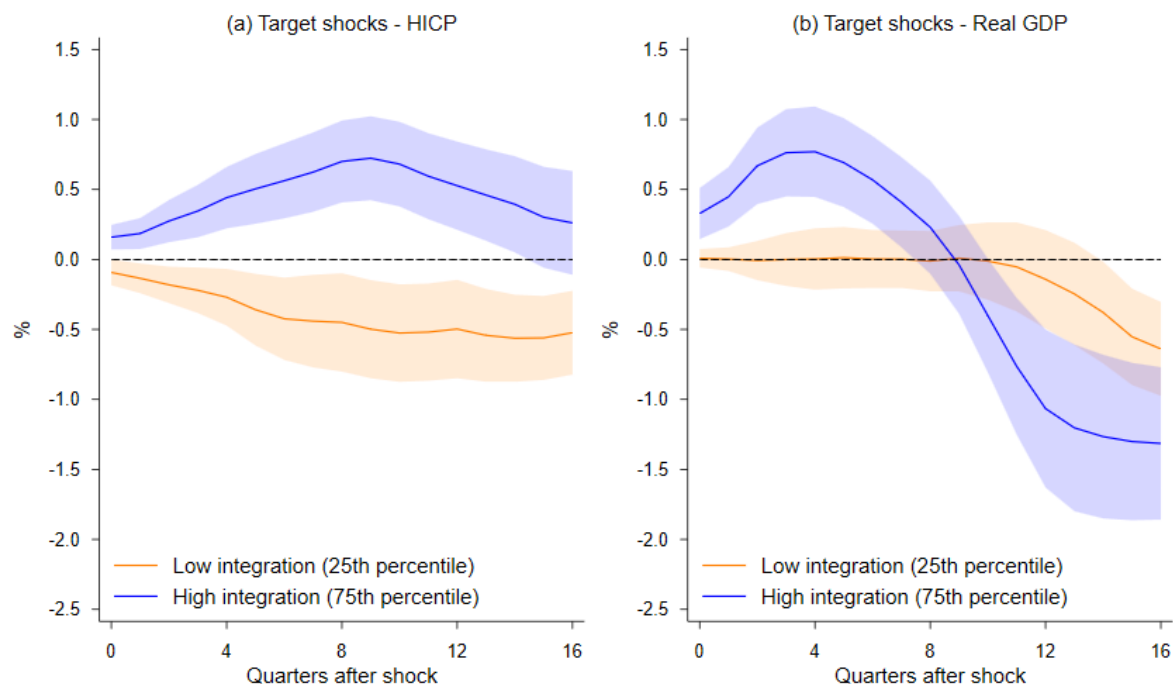 (a) Target shocks - HICP
1.5
1.0
0.5
0.0
-0.5
-1.0
-1.5
-2.0
-2.5
%
Low integration (25th percentile)
High integration (75th percentile)
0 4 8 12 16
Quarters after shock
(b) Target shocks - Real GDP
1.5
1.0
0.5
0.0
-0.5
-1.0
-1.5
-2.0
-2.5
%
Low integration (25th percentile)
High integration (75th percentile)
0 4 8 12 16
Quarters after shock